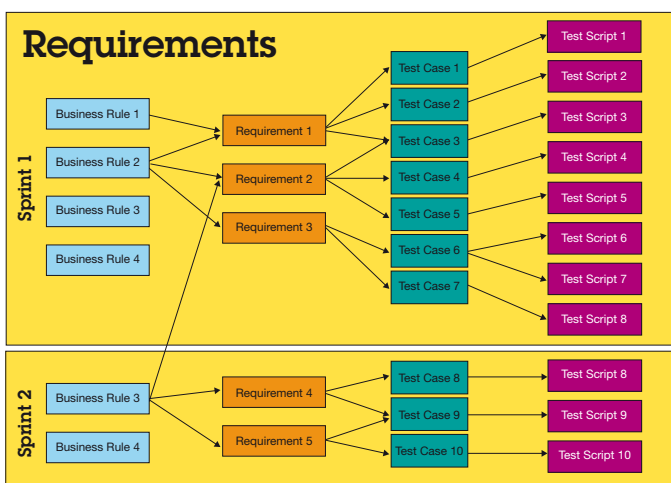 Requirements
Sprint 1
Business Rule 1
Business Rule 2
Business Rule 3
Business Rule 4
Requirement 1
Requirement 2
Requirement 3
Test Case 1
Test Case 2
Test Case 3
Test Case 4
Test Case 5
Test Case 6
Test Case 7
Test Script 1
Test Script 2
Test Script 3
Test Script 4
Test Script 5
Test Script 6
Test Script 7
Test Script 8
Sprint 2
Business Rule 3
Business Rule 4
Requirement 4
Requirement 5
Test Case 8
Test Case 9
Test Case 10
Test Script 8
Test Script 9
Test Script 10